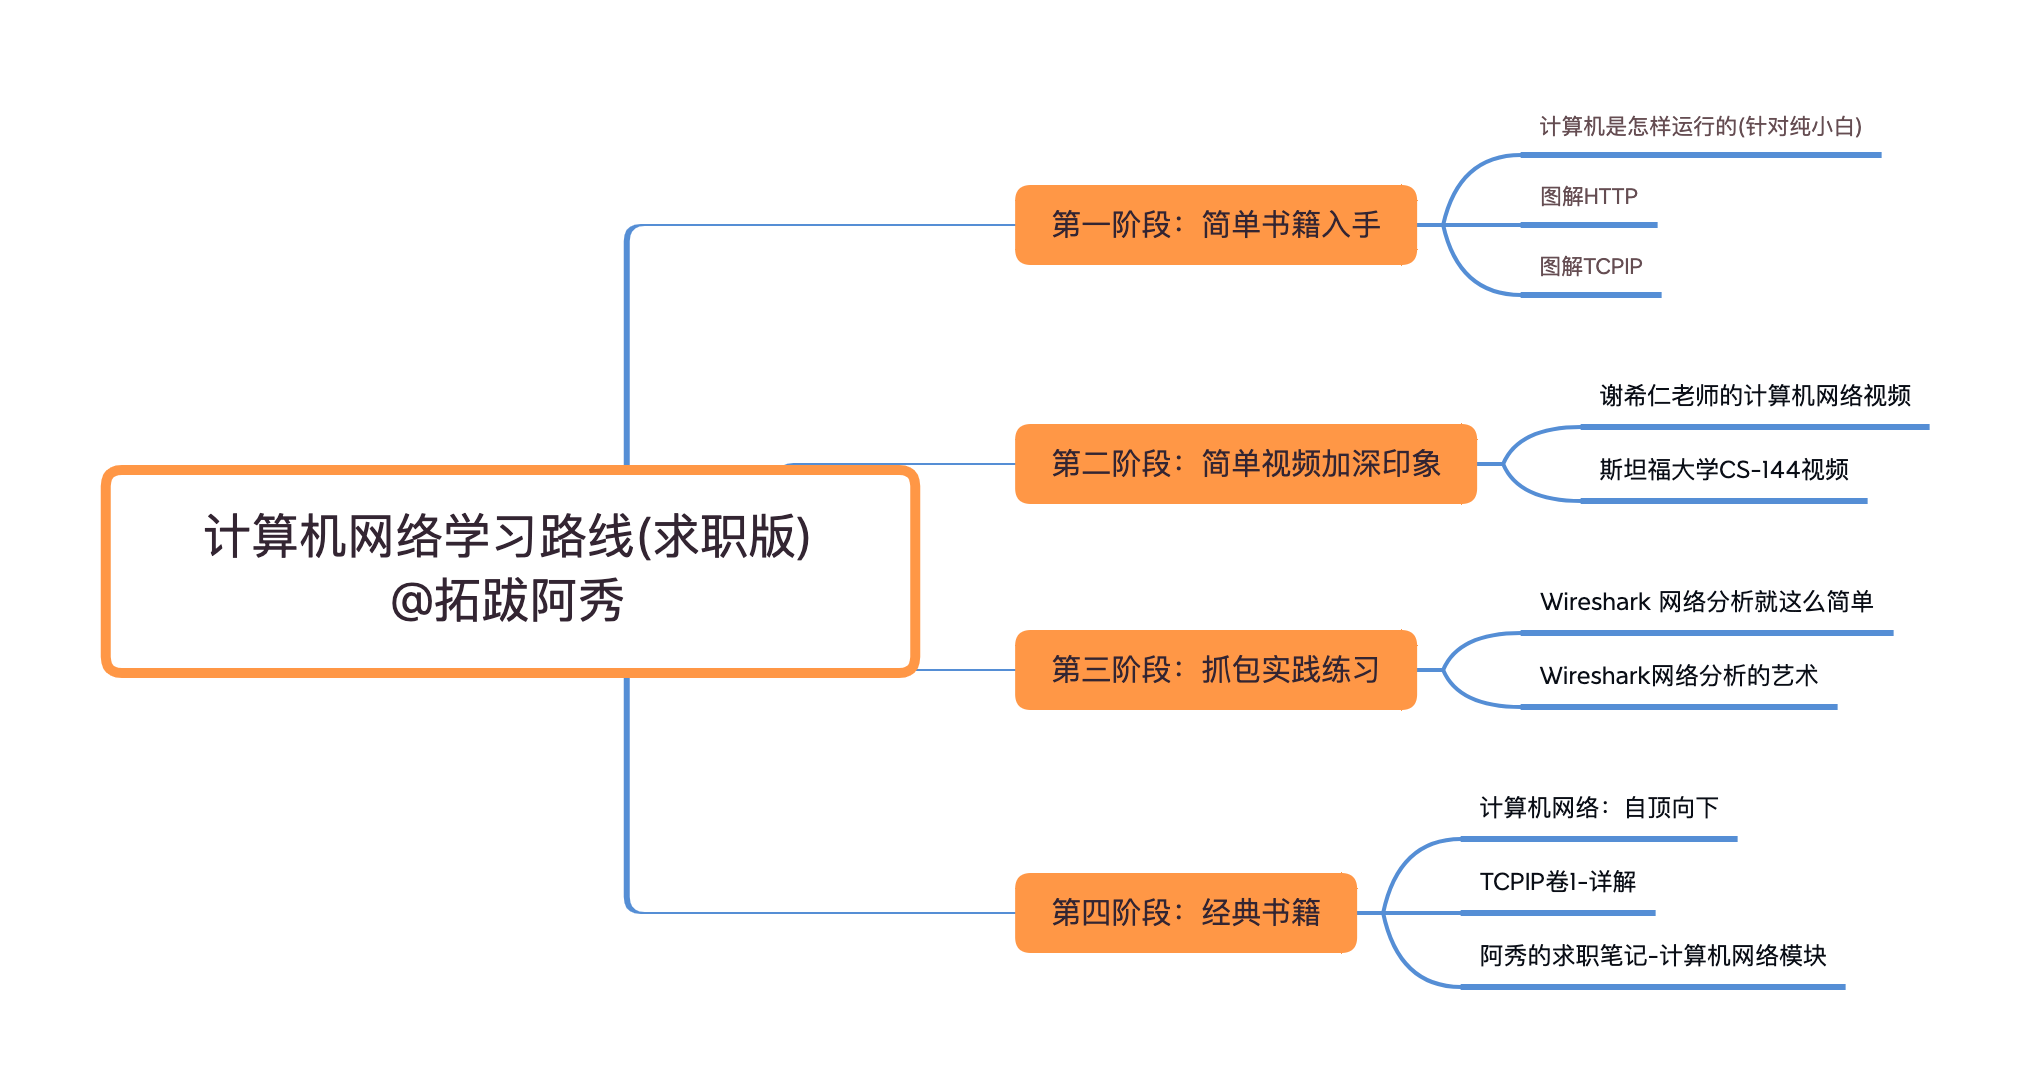 计算机网络学习路线(求职版)
@拓跋阿秀
第一阶段：简单书籍入手
计算机是怎样运行的(针对纯小白)
图解HTTP
图解TCPIP
第二阶段：简单视频加深印象
谢希仁老师的计算机网络视频
斯坦福大学CS-144视频
第三阶段：抓包实践练习
Wireshark 网络分析就这么简单
Wireshark网络分析的艺术
第四阶段：经典书籍
计算机网络：自顶向下
TCPIP卷1-详解
阿秀的求职笔记-计算机网络模块